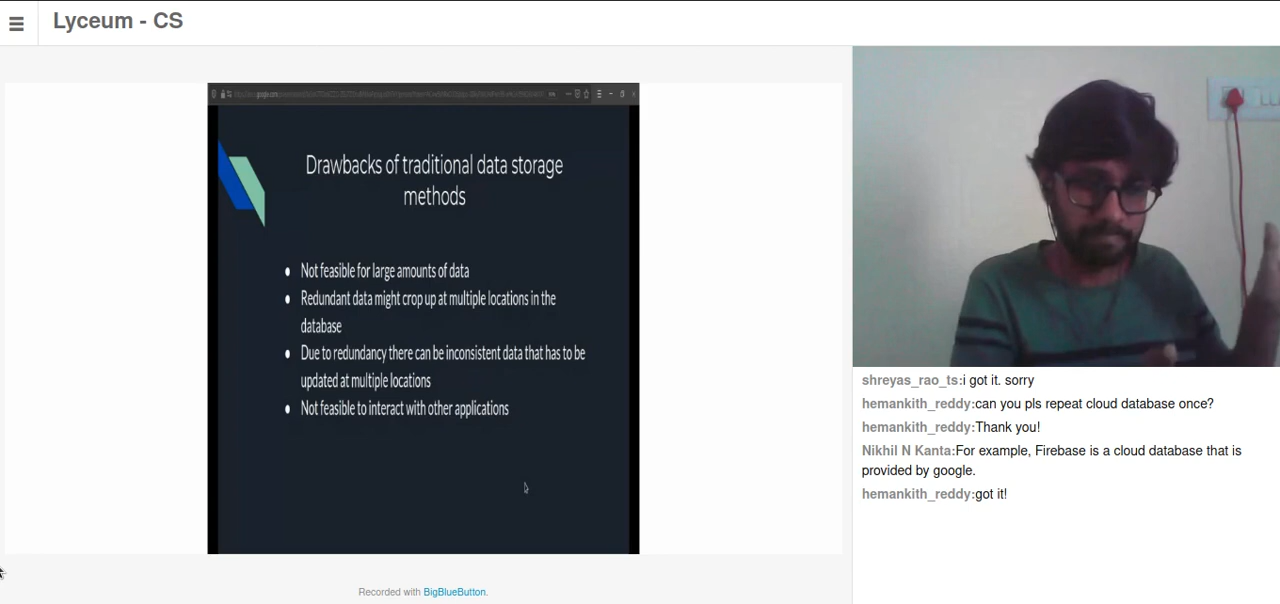 Lyceum - CS
Drawbacks of traditional data storage
methods
Not feasible for large amounts of data
Redundant data might crop up at multiple locations in the
database
Due to redundancy there can be inconsistent data that has to be
updated at multiple locations
Not feasible to interact with other applications
shreyas_rao_ts:i got it. sorry
hemankith_reddy:can you pls repeat cloud database once?
hemankith_reddy:Thank you!
Nikhil N Kanta:For example, Firebase is a cloud database that is
provided by google.
hemankith_reddy:got it!
Recorded with BigBlueButton.